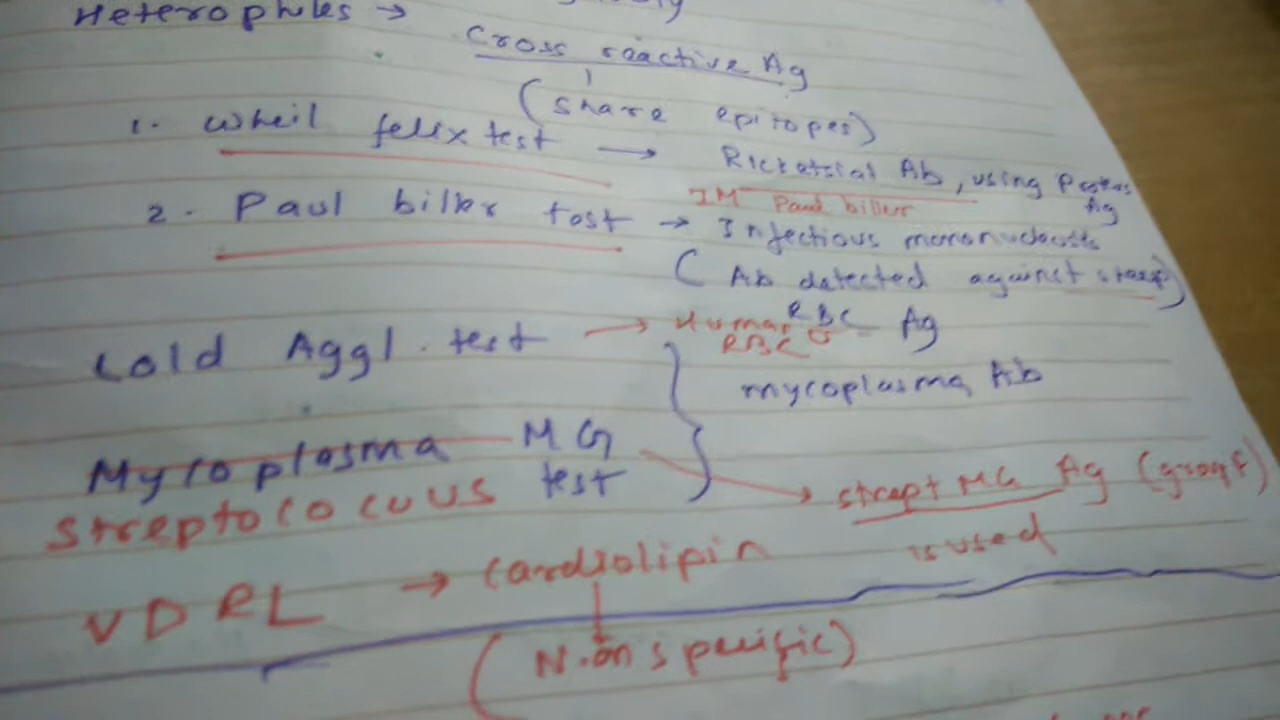 Heterophiles →
Cross reactive Ag
(share epitopes)
1. Wheil felix test → Rickatsial Ab, using Proteus Ag
IM Paul biller
2. Paul biller test → Infectious mononucleosis
(Ab detected against sheep)
RBC Ag
Cold Aggl. test → Human RBC
mycoplasma Ab
Mycoplasma MG
Streptococcus test → strept MG Ag (group F)
is used
VDRL → Cardiolipin
(Non specific)